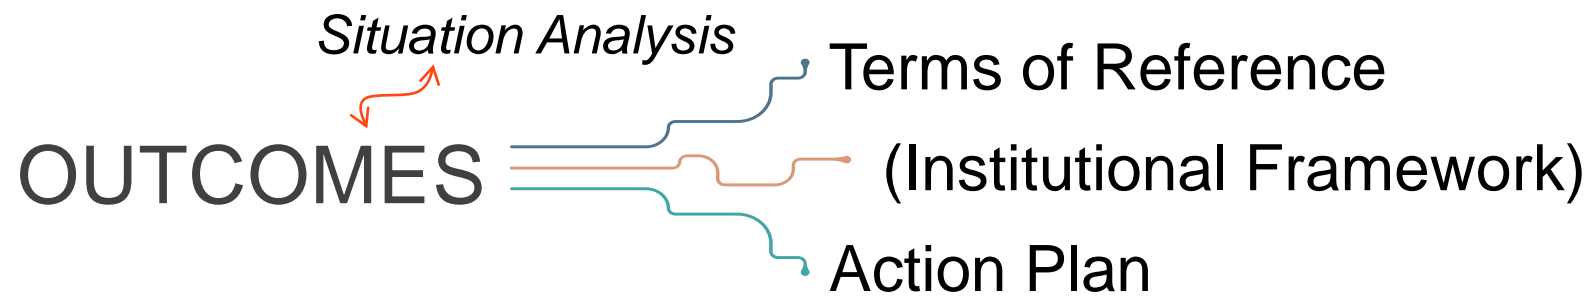 Situation Analysis
Terms of Reference
OUTCOMES
(Institutional Framework)
Action Plan